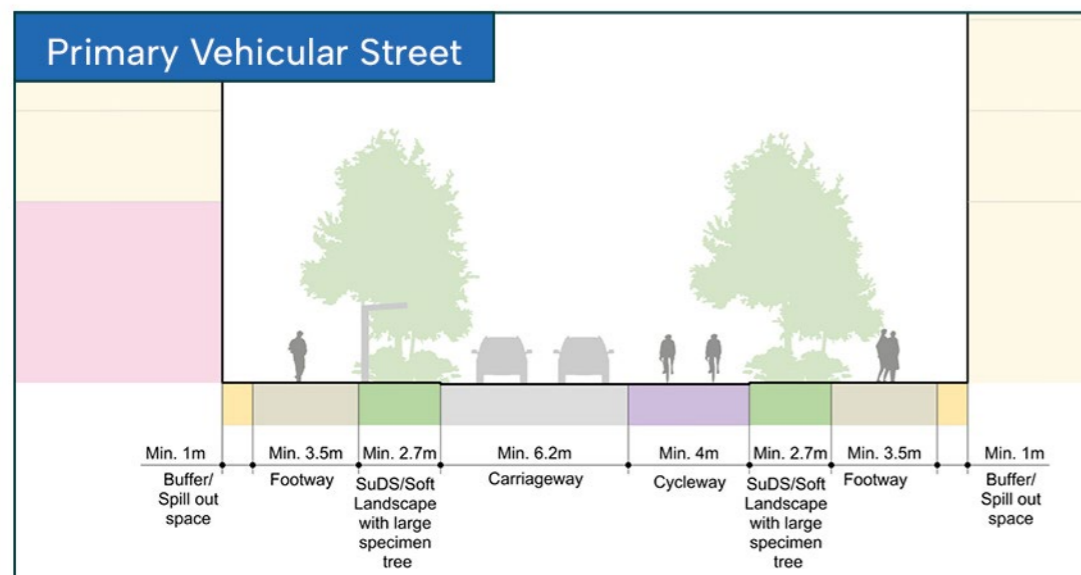 Primary Vehicular Street
Min. 1m
Min. 3.5m
Min. 2.7m
Min. 6.2m
Min. 4m
Min. 2.7m
Min. 3.5m
Min. 1m
Buffer/
Spill out
space
Footway
SuDS/Soft
Landscape
with large
specimen
tree
Carriageway
Cycleway
SuDS/Soft
Landscape
with large
specimen
tree
Footway
Buffer/
Spill out
space